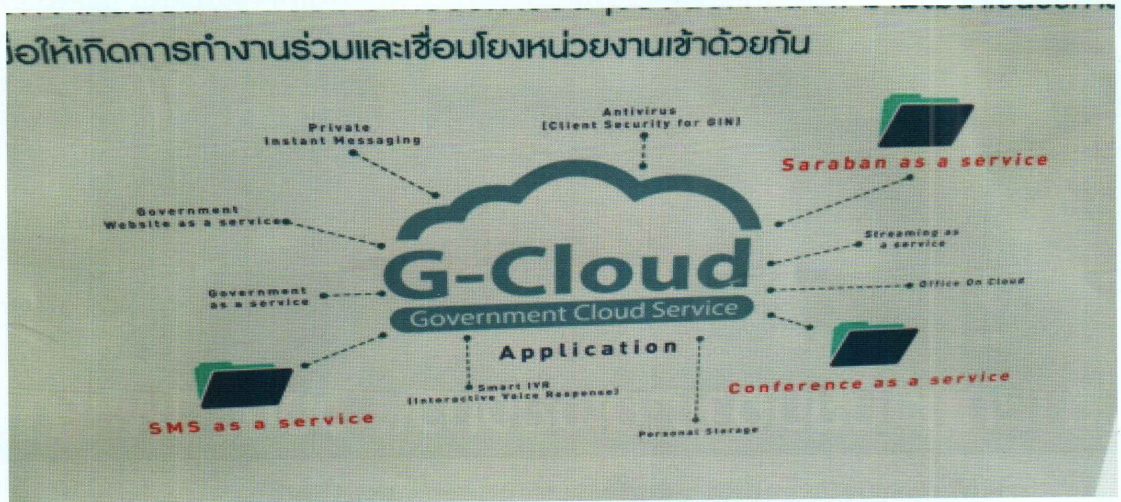 ื่อให้เกิดการทำงานร่วมและเชื่อมโยงหน่วยงานเข้าด้วยกัน
Private
Instant Messaging
Antivirus
(Client Security for GIN)
Saraban as a service
Government
Website as a service
Streaming as
a service
G-Cloud
Government Cloud Service
Government
as a service
Office On Cloud
Application
Smart IVR
(Interactive Voice Response)
Conference as a service
SMS as a service
Personal Storage